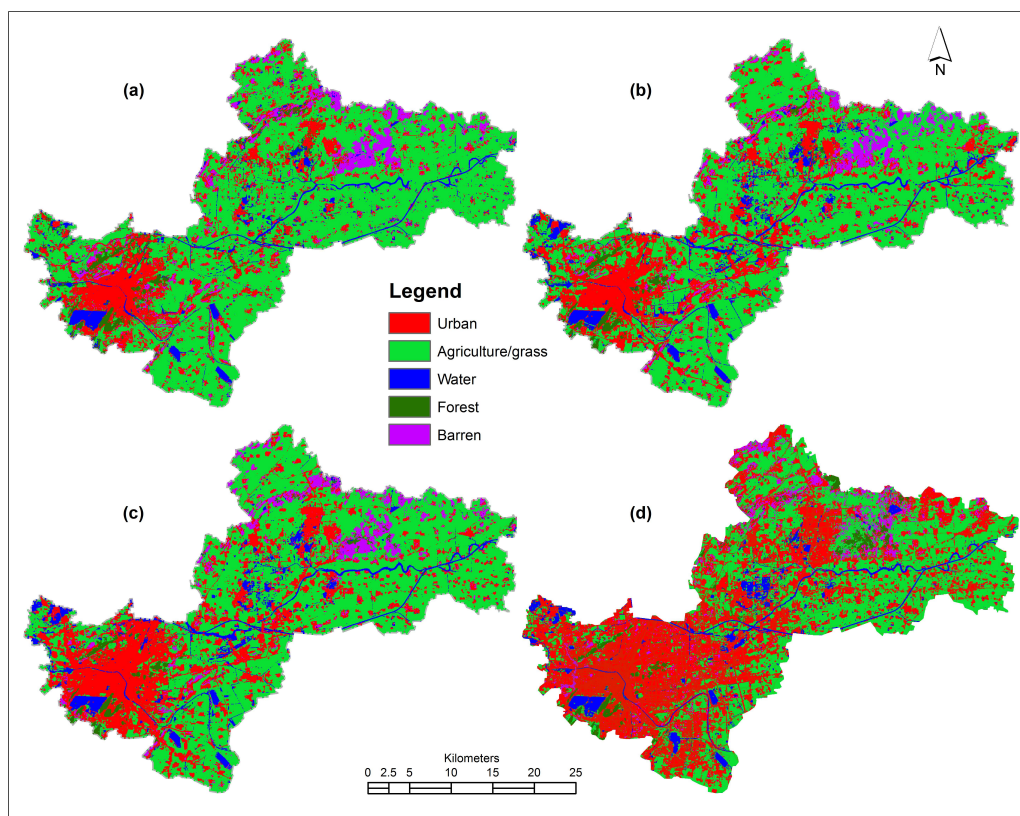 (a)
(b)
N
Legend
Urban
Agriculture/grass
Water
Forest
Barren
(c)
(d)
Kilometers
0 2.5 5 10 15 20 25